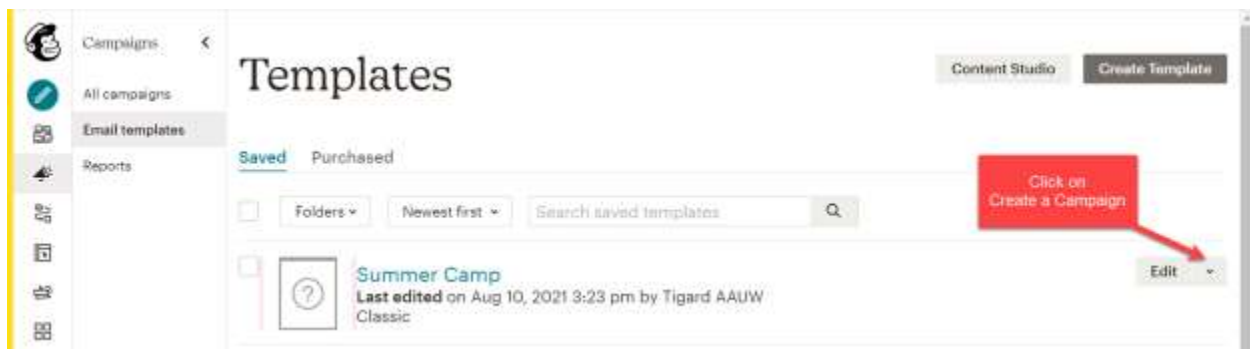 Campaigns
All campaigns
Email templates
Reports
Templates
Content Studio
Create Template
Saved
Purchased
Click on
Create a Campaign
Folders
Newest first
Search saved templates
Summer Camp
Last edited on Aug 10, 2021 3:23 pm by Tigard AAUW
Classic
Edit